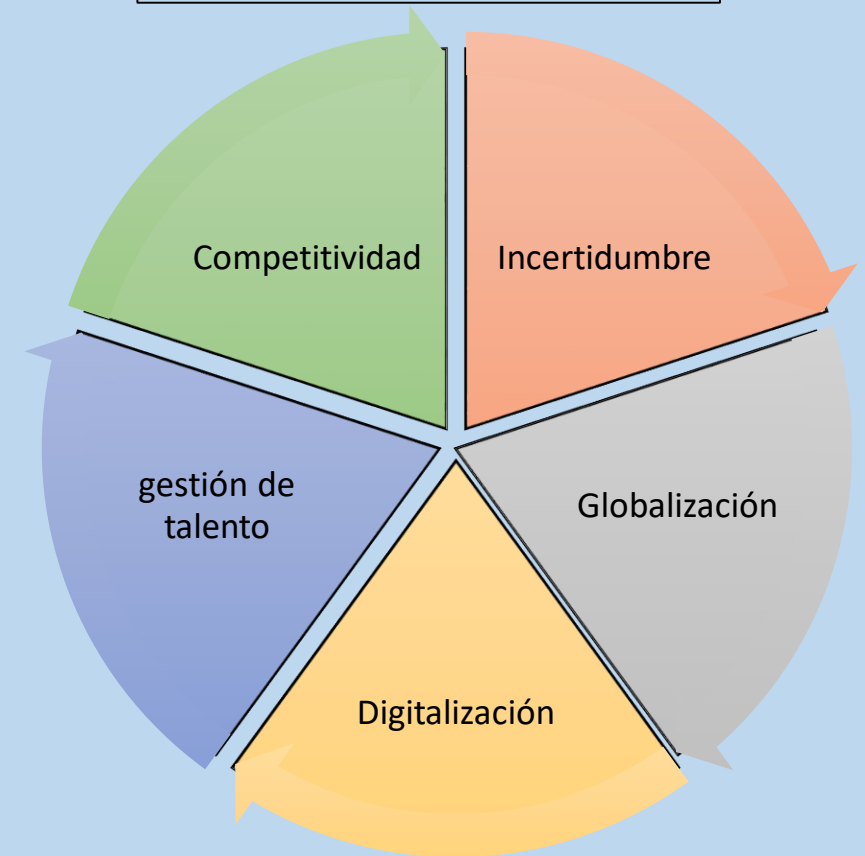 Competitividad
Incertidumbre
gestión de
talento
Globalización
Digitalización